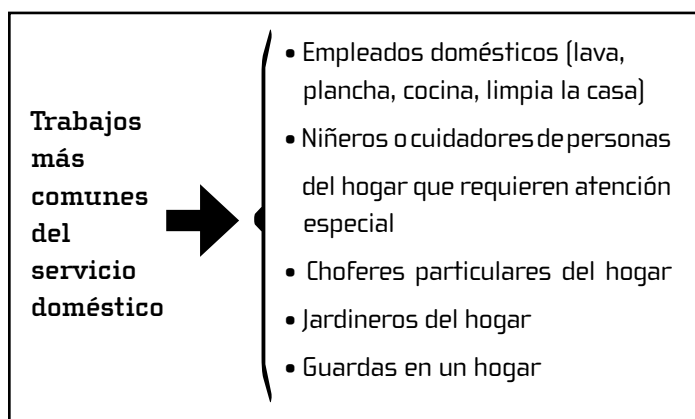 Trabajos
más
comunes
del
servicio
doméstico
• Empleados domésticos (lava,
plancha, cocina, limpia la casa)
• Niñeros o cuidadores de personas
del hogar que requieren atención
especial
• Choferes particulares del hogar
• Jardineros del hogar
• Guardas en un hogar